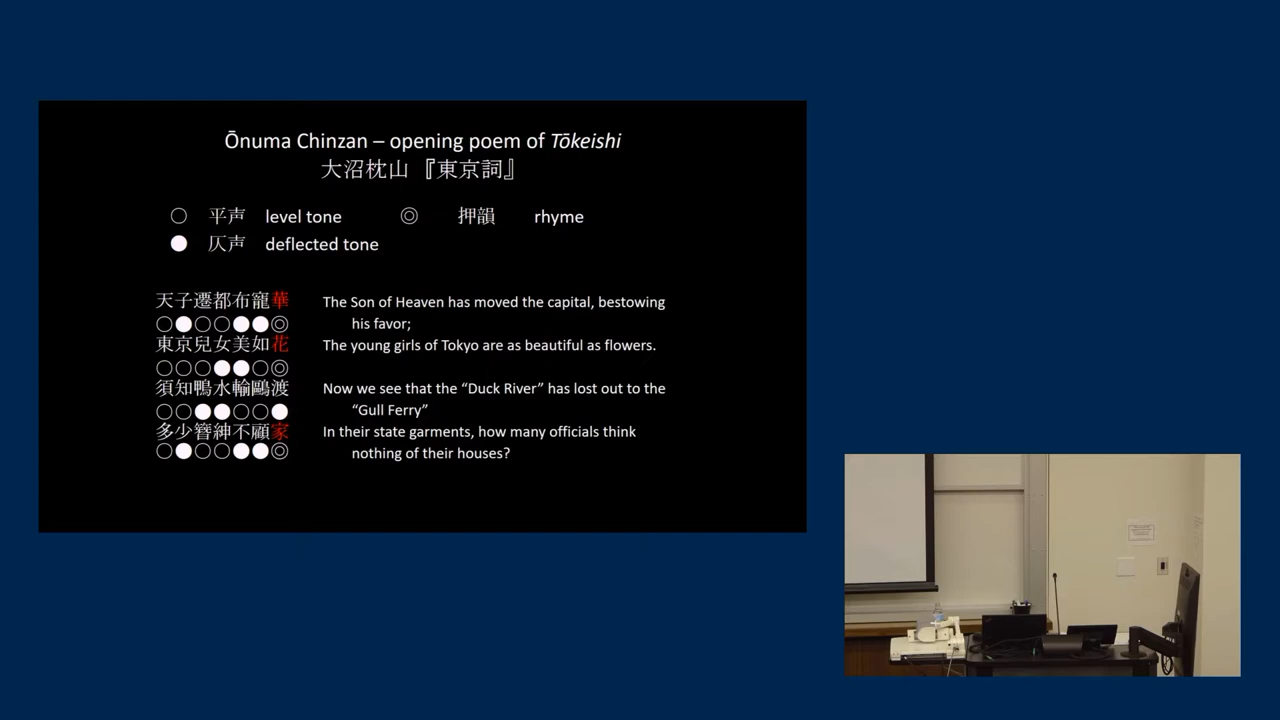 Ōnuma Chinzan – opening poem of Tōkeishi
大沼枕山 『東京詞』
○ 平声 level tone ◎ 押韻 rhyme
● 仄声 deflected tone
天子遷都布寵華 The Son of Heaven has moved the capital, bestowing
○●○○●●◎ his favor;
東京兒女美如花 The young girls of Tokyo are as beautiful as flowers.
○○○●●○◎
須知鴨水輸鷗渡 Now we see that the “Duck River” has lost out to the
○○●●○○● “Gull Ferry”
多少簪紳不顧家 In their state garments, how many officials think
○●○○●●◎ nothing of their houses?